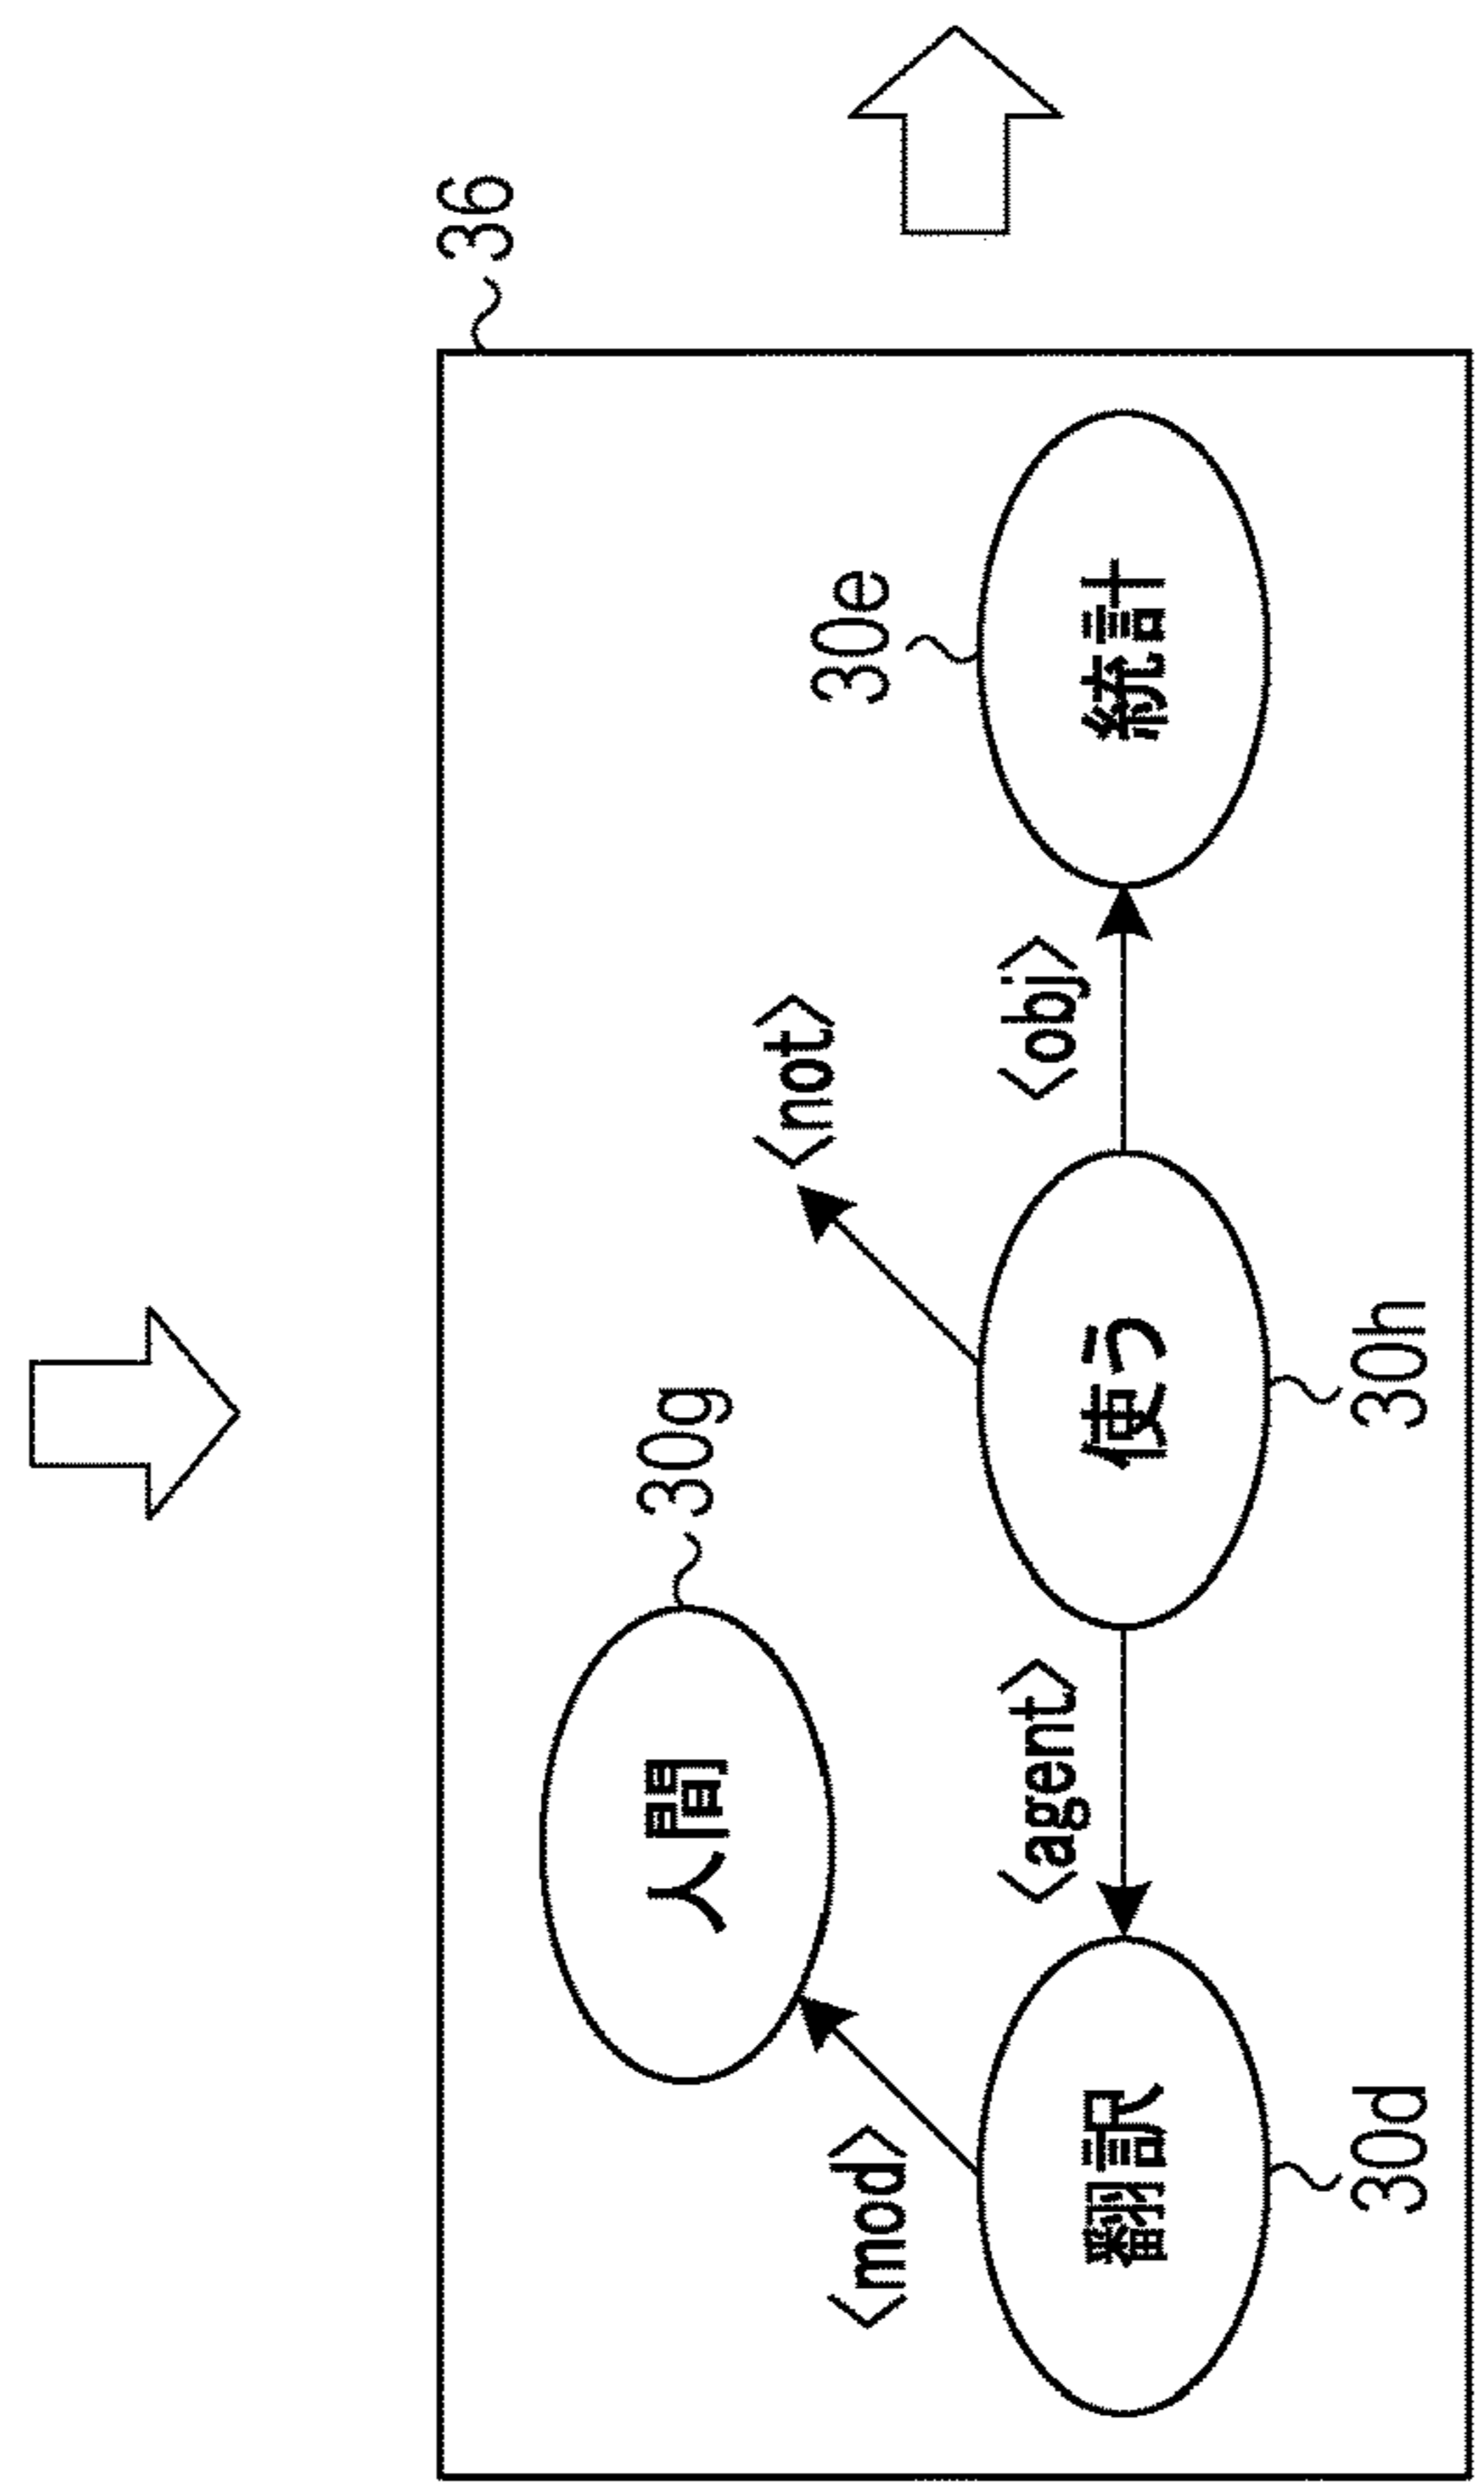 36
30g
人間
<not>
30e
<mod>
<agent>
<obj>
翻訳
使う
統計
30d
30h